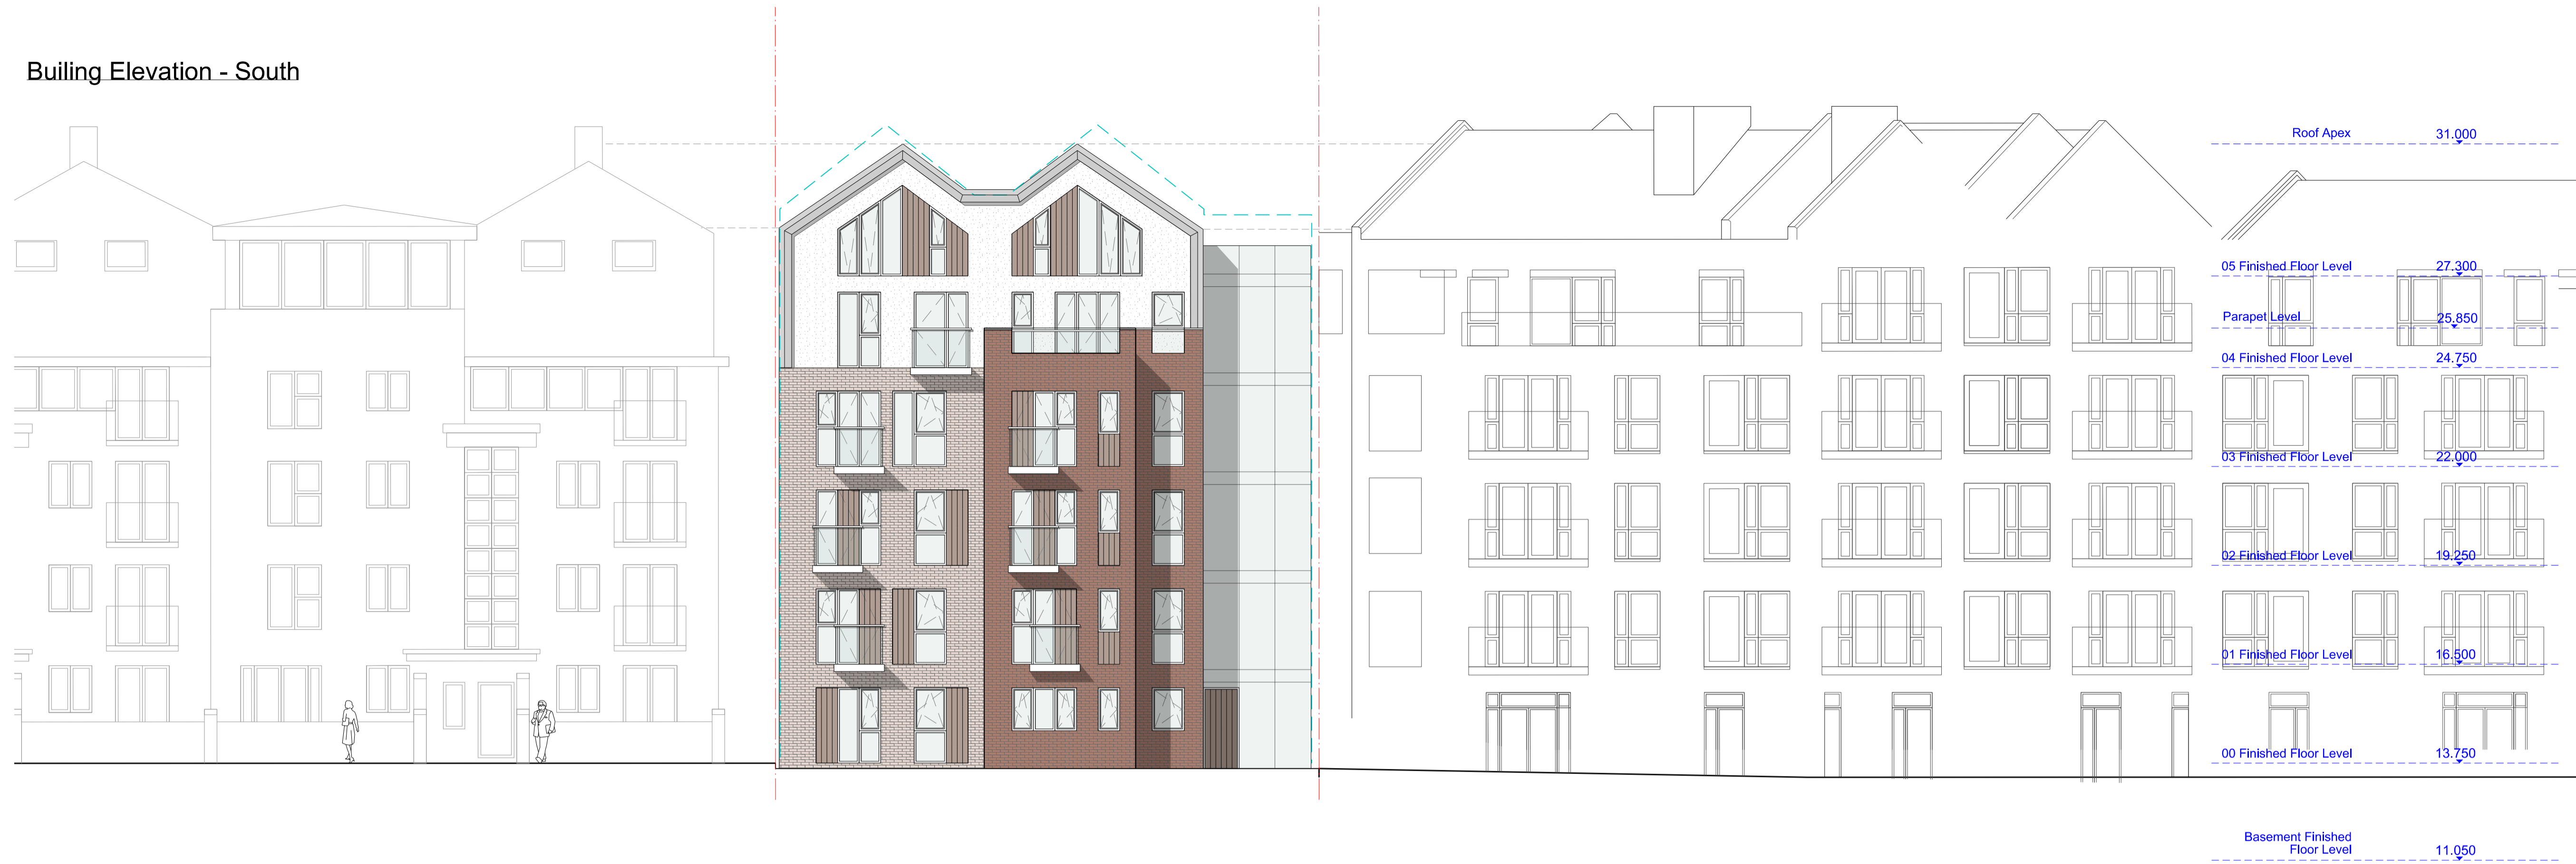 Builing Elevation - South
Roof Apex 31.000
05 Finished Floor Level 27.300
Parapet Level 25.850
04 Finished Floor Level 24.750
03 Finished Floor Level 22.000
02 Finished Floor Level 19.250
01 Finished Floor Level 16.500
00 Finished Floor Level 13.750
Basement Finished
Floor Level 11.050